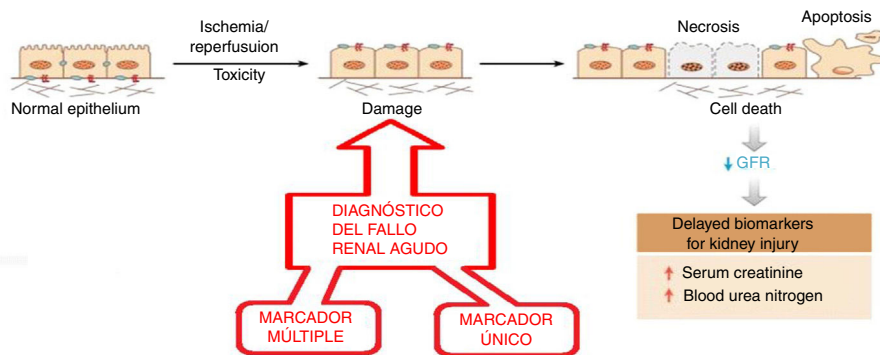 Ischemia/
reperfusuion
Toxicity
Necrosis
Apoptosis
Normal epithelium
Damage
Cell death
GFR
DIAGNÓSTICO
DEL FALLO
RENAL AGUDO
MARCADOR
MÚLTIPLE
MARCADOR
ÚNICO
Delayed biomarkers
for kidney injury
Serum creatinine
Blood urea nitrogen